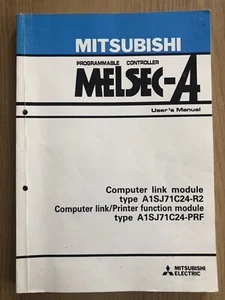 MITSUBISHI
PROGRAMMABLE CONTROLLER
MELSEC-A
User's Manual
Computer link module
type A1SJ71C24-R2
Computer link/Printer function module
type A1SJ71C24-PRF
MITSUBISHI
ELECTRIC